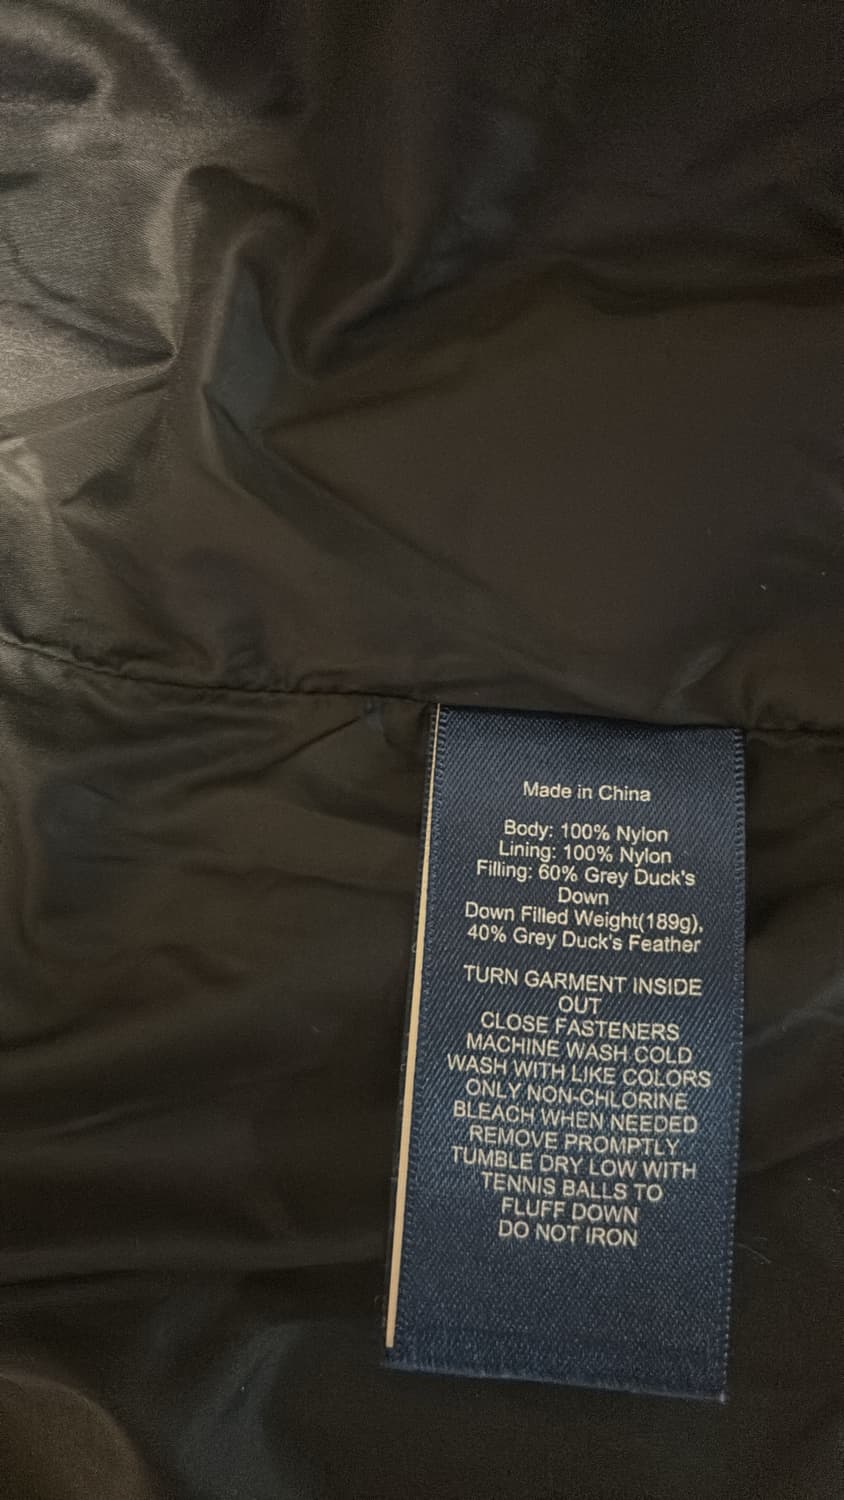 Made in China
Body: 100% Nylon
Lining: 100% Nylon
Filling: 60% Grey Duck's
Down
Down Filled Weight(189g),
40% Grey Duck's Feather
TURN GARMENT INSIDE
OUT
CLOSE FASTENERS
MACHINE WASH COLD
WASH WITH LIKE COLORS
ONLY NON-CHLORINE
BLEACH WHEN NEEDED
REMOVE PROMPTLY
TUMBLE DRY LOW WITH
TENNIS BALLS TO
FLUFF DOWN
DO NOT IRON